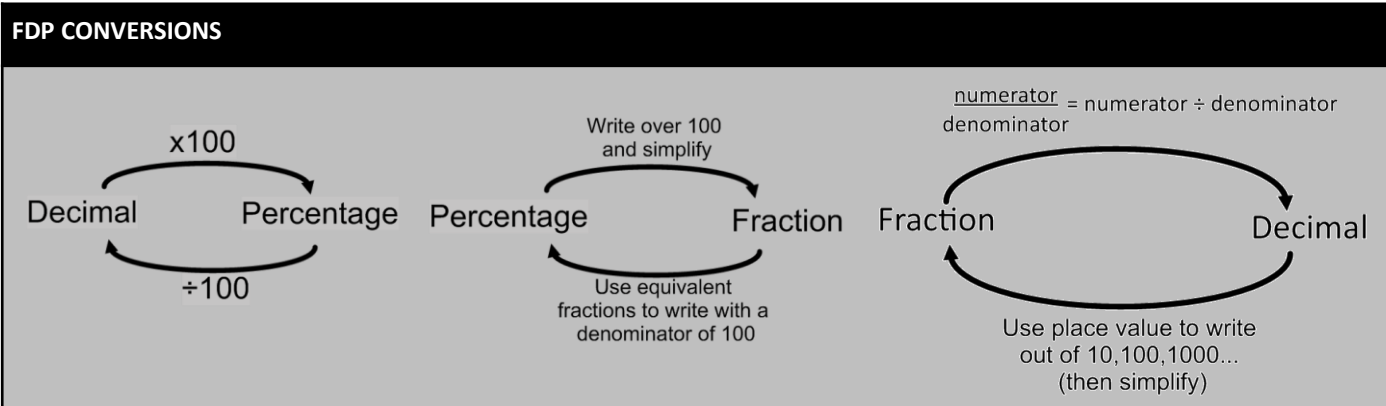 FDP CONVERSIONS
x100
Decimal
Percentage
÷100
Write over 100
and simplify
Percentage
Fraction
Use equivalent
fractions to write with a
denominator of 100
numerator
denominator
= numerator ÷ denominator
Fraction
Decimal
Use place value to write
out of 10,100,1000...
(then simplify)